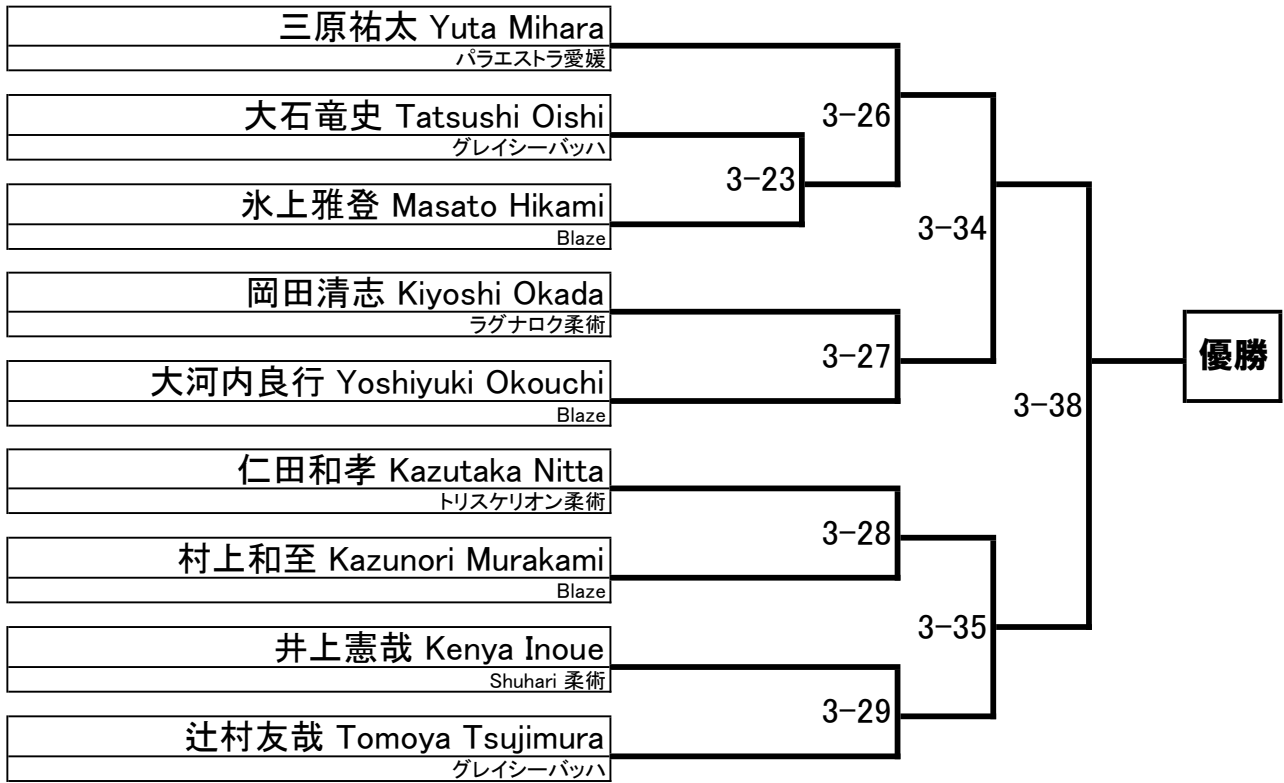 三原祐太 Yuta Mihara
パラエストラ愛媛
大石竜史 Tatsushi Oishi
グレイシーバッハ
3-26
3-23
氷上雅登 Masato Hikami
Blaze
3-34
岡田清志 Kiyoshi Okada
ラグナロク柔術
3-27
優勝
大河内良行 Yoshiyuki Okouchi
Blaze
3-38
仁田和孝 Kazutaka Nitta
トリスケリオン柔術
3-28
村上和至 Kazunori Murakami
Blaze
3-35
井上憲哉 Kenya Inoue
Shuhari 柔術
3-29
辻村友哉 Tomoya Tsujimura
グレイシーバッハ